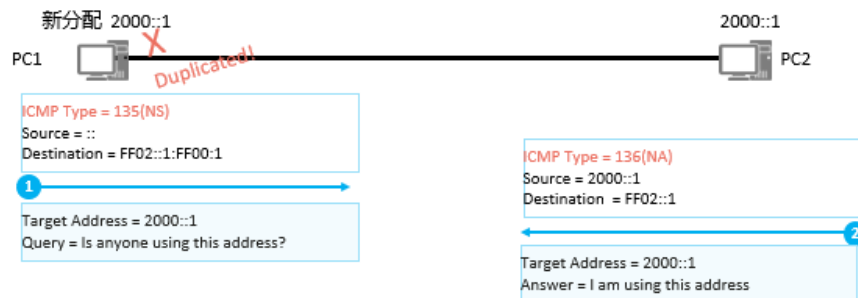 新分配 2000::1
2000::1
PC1
Duplicated!
PC2
ICMP Type = 135(NS)
Source = ::
Destination = FF02::1:FF00:1
1
Target Address = 2000::1
Query = Is anyone using this address?
ICMP Type = 136(NA)
Source = 2000::1
Destination = FF02::1
2
Target Address = 2000::1
Answer = I am using this address